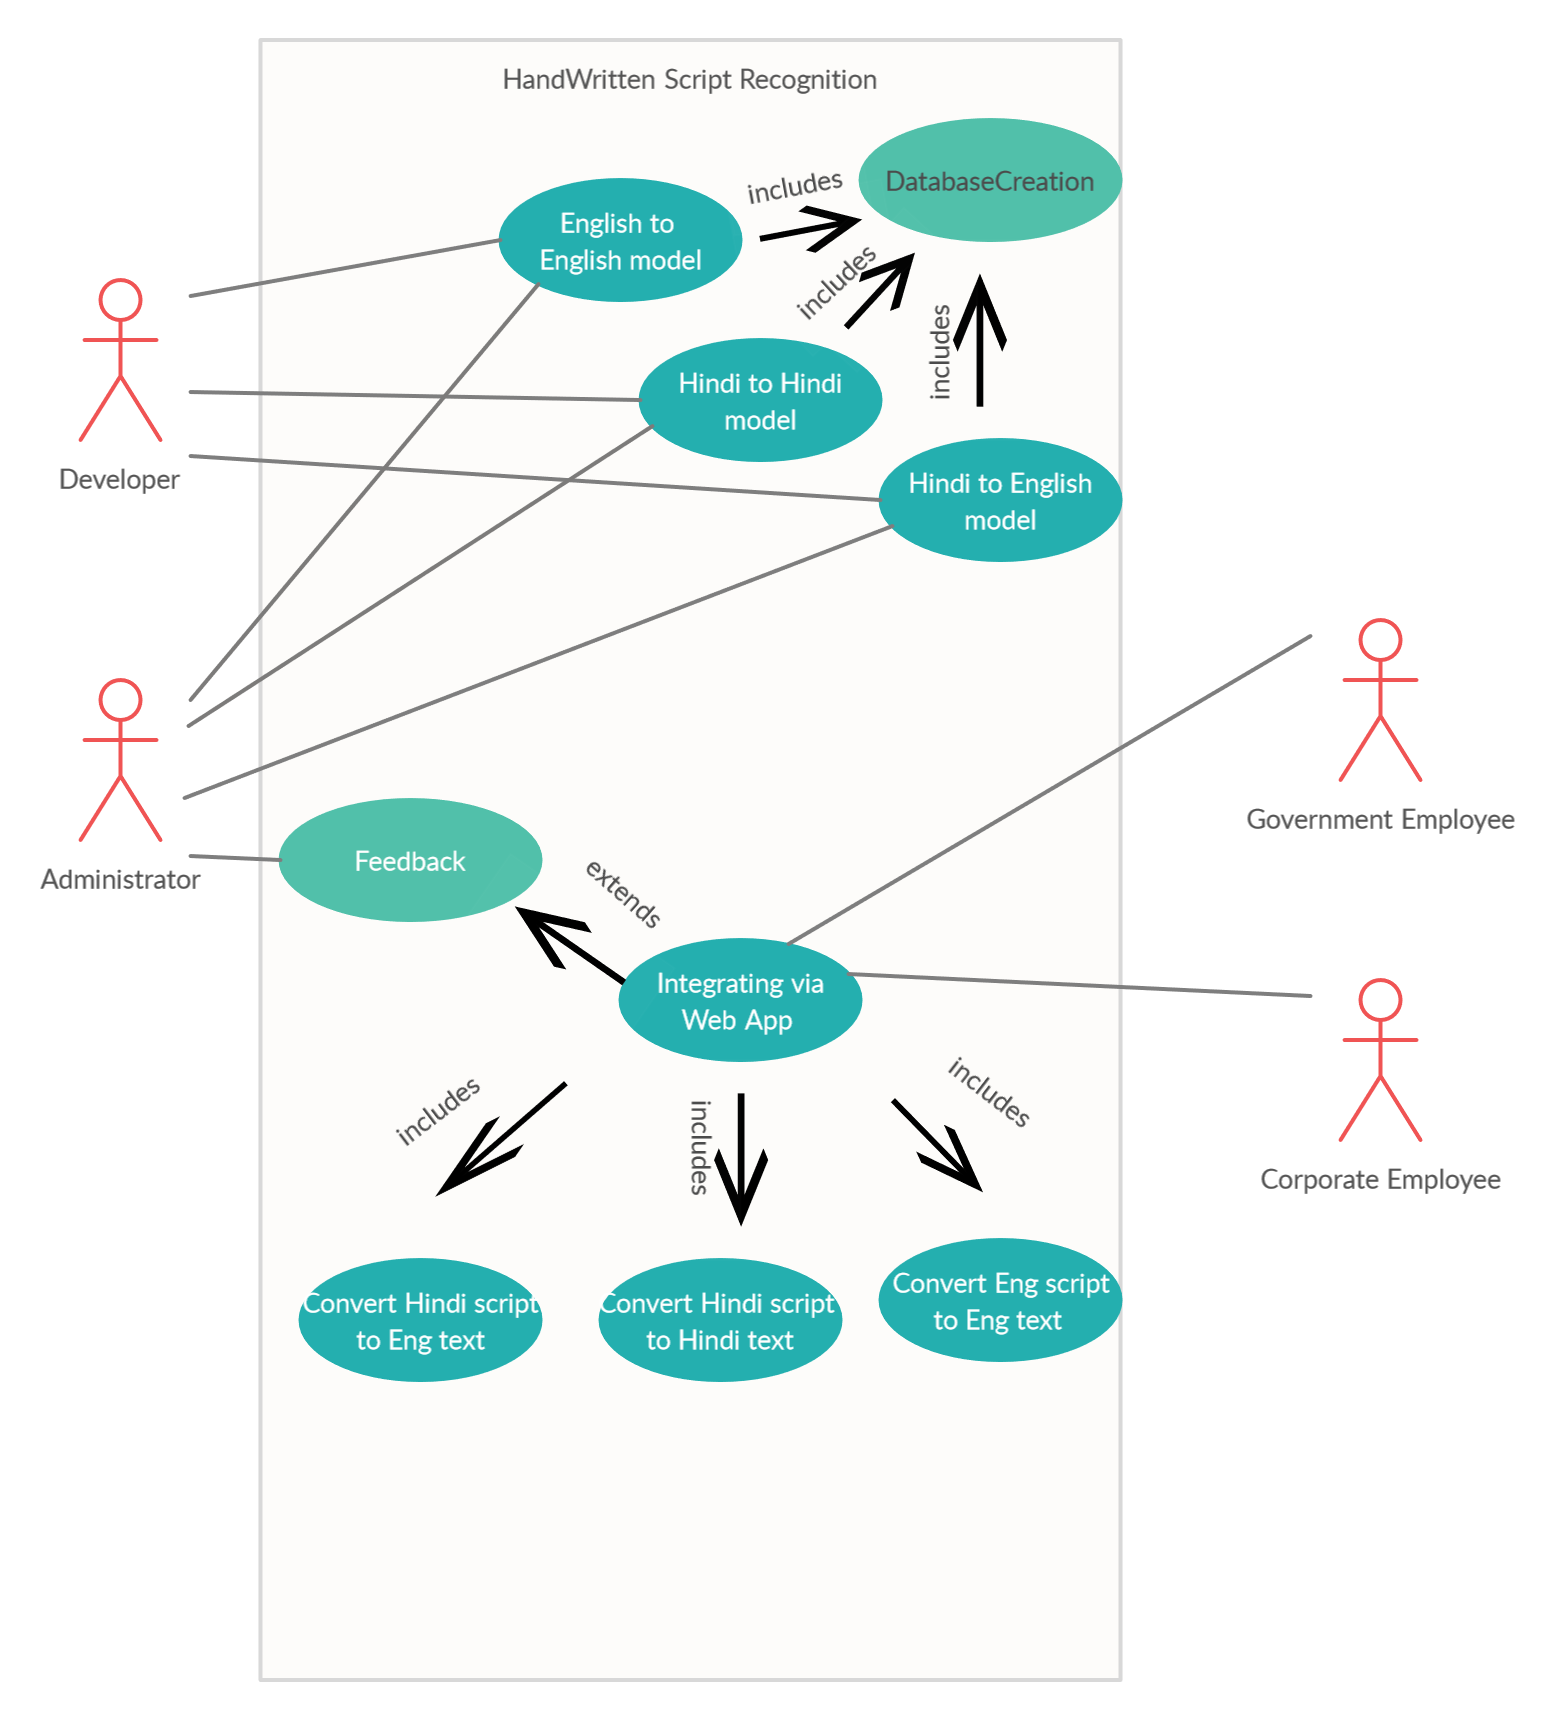 HandWritten Script Recognition
DatabaseCreation
includes
English to
English model
includes
includes
Hindi to Hindi
model
Developer
Hindi to English
model
Government Employee
Administrator
Feedback
extends
Integrating via
Web App
includes
includes
includes
Corporate Employee
Convert Hindi script
to Eng text
Convert Hindi script
to Hindi text
Convert Eng script
to Eng text